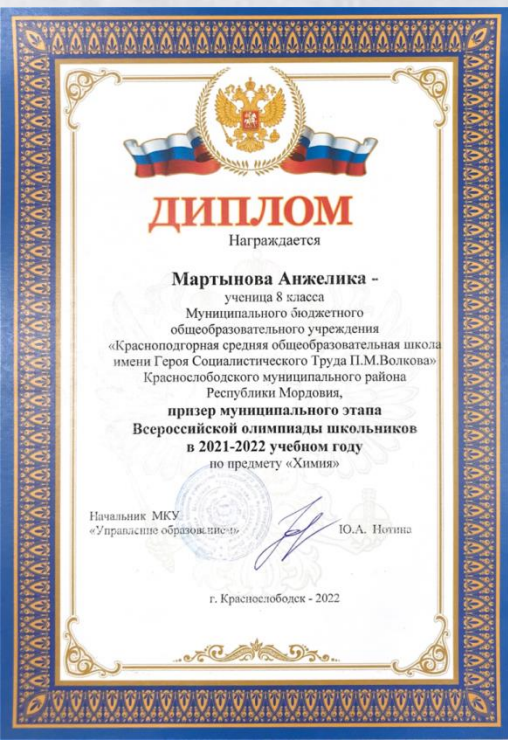 ДИПЛОМ
Награждается
Мартынова Анжелика -
ученица 8 класса
Муниципального бюджетного
общеобразовательного учреждения
«Красноподгорная средняя общеобразовательная школа
имени Героя Социалистического Труда П.М.Волкова»
Краснослободского муниципального района
Республики Мордовия,
призер муниципального этапа
Всероссийской олимпиады школьников
в 2021-2022 учебном году
по предмету «Химия»
Начальник МКУ
«Управление образованием»
Ю.А. Нотина
г. Краснослободск - 2022